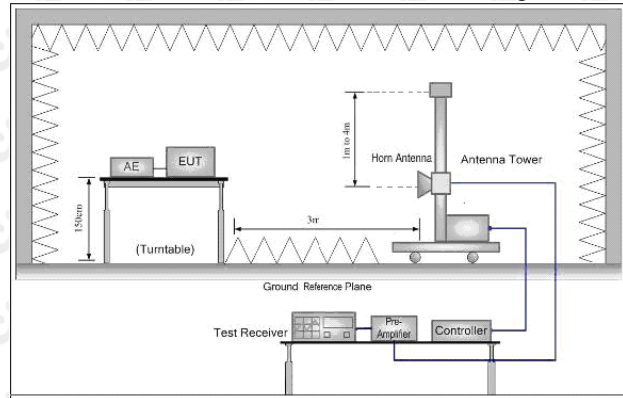 1m to 4m
Horn Antenna
Antenna Tower
AE
EUT
150cm
(Turntable)
3m
Ground Reference Plane
Test Receiver
Pre-
Amplifier
Controller